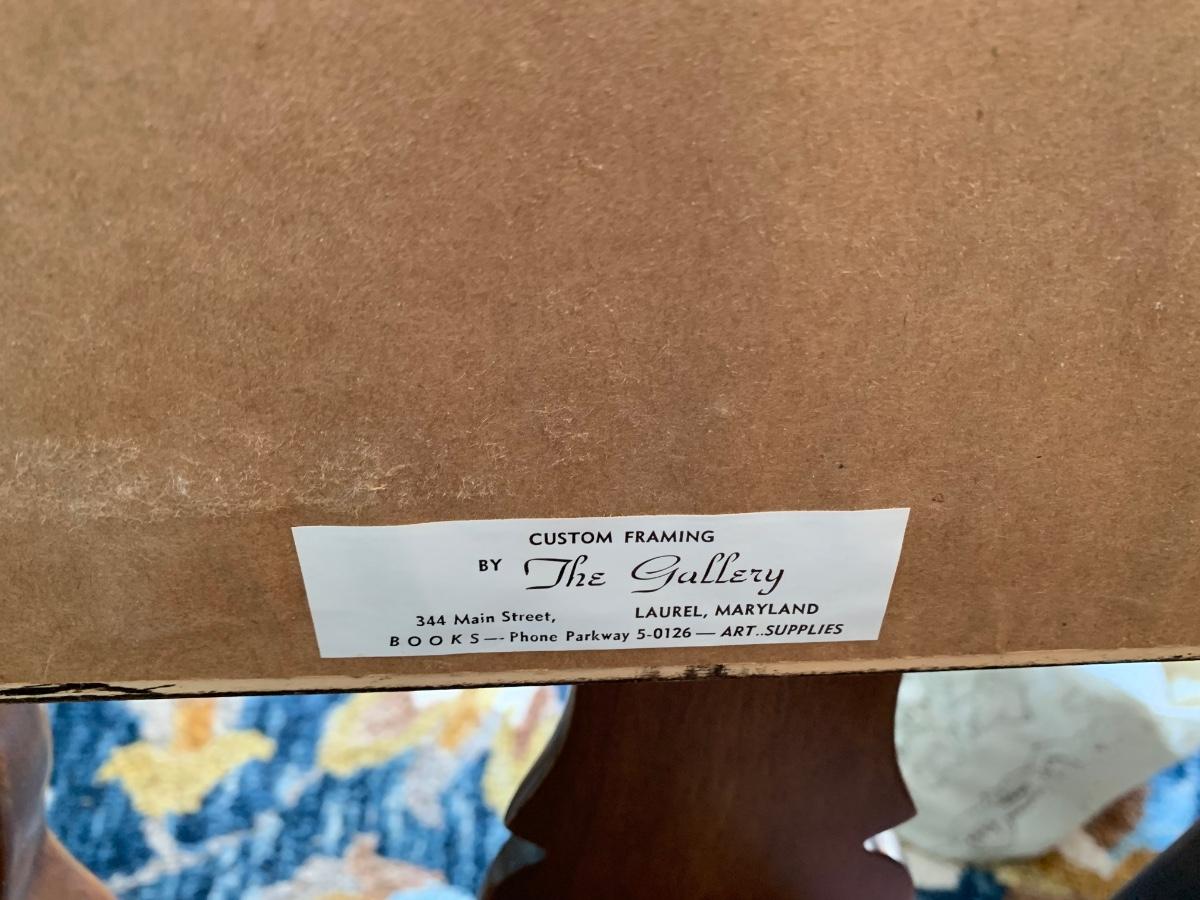 CUSTOM FRAMING
BY The Gallery
344 Main Street, LAUREL, MARYLAND
BOOKS –- Phone Parkway 5-0126 — ART..SUPPLIES